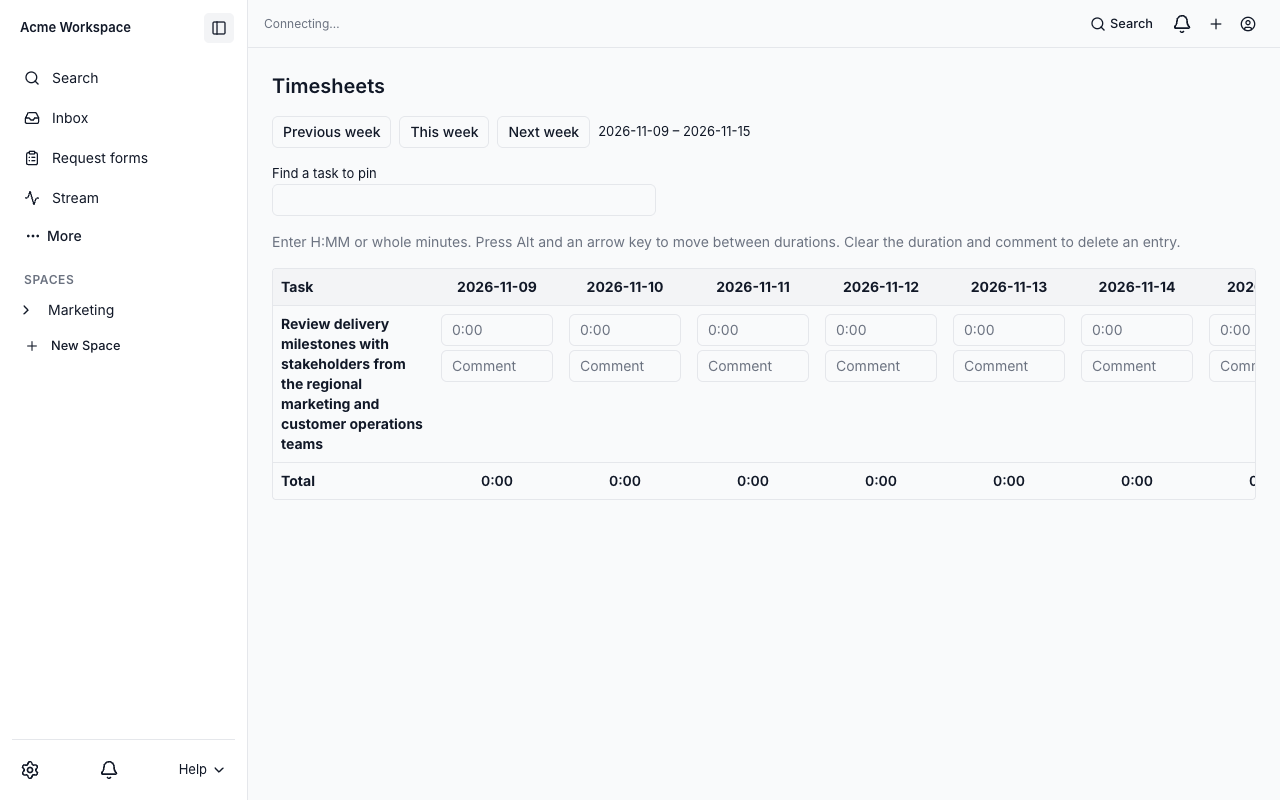 Acme Workspace
Connecting...
Search
Search
Inbox
Request forms
Stream
More
SPACES
Marketing
New Space
Help
Timesheets
Previous week
This week
Next week
2026-11-09 – 2026-11-15
Find a task to pin
Enter H:MM or whole minutes. Press Alt and an arrow key to move between durations. Clear the duration and comment to delete an entry.
Task 2026-11-09 2026-11-10 2026-11-11 2026-11-12 2026-11-13 2026-11-14
Review delivery
milestones with
stakeholders from
the regional
marketing and
customer operations
teams
0:00 0:00 0:00 0:00 0:00 0:00 0:00
Comment Comment Comment Comment Comment Comment
Total 0:00 0:00 0:00 0:00 0:00 0:00